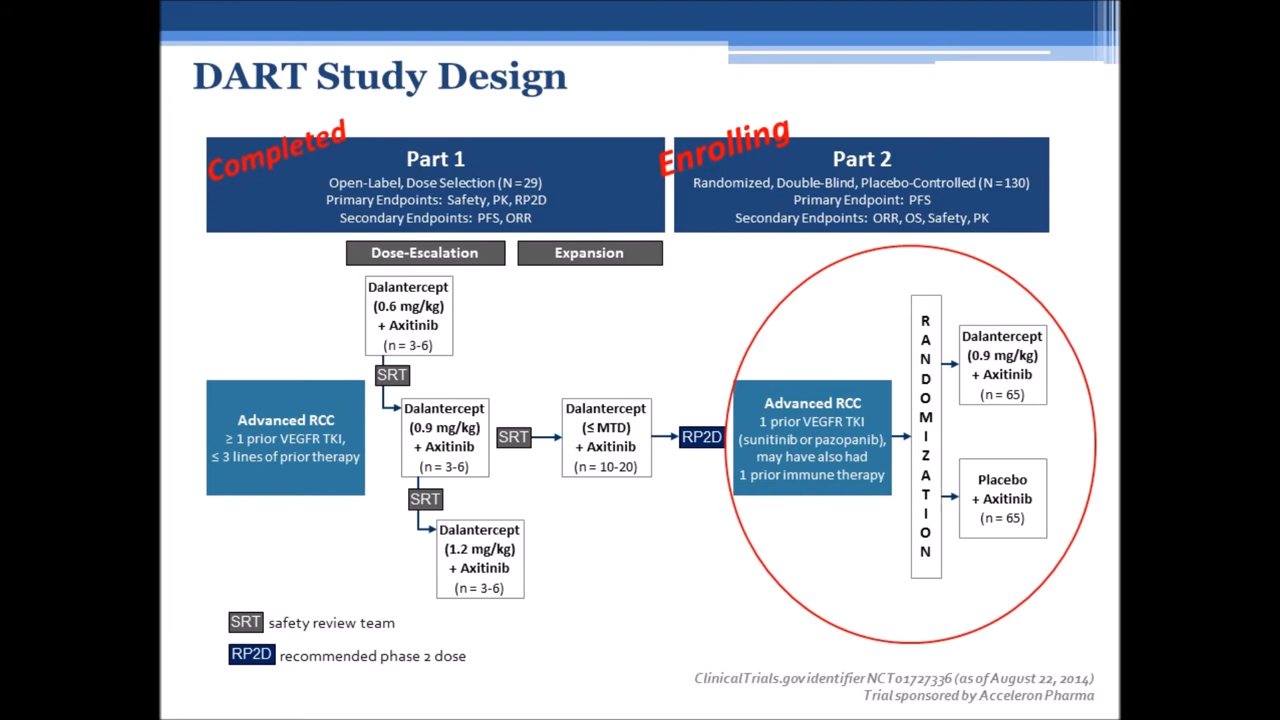 DART Study Design
Completed
Part 1
Open-Label, Dose Selection (N = 29)
Primary Endpoints: Safety, PK, RP2D
Secondary Endpoints: PFS, ORR
Enrolling
Part 2
Randomized, Double-Blind, Placebo-Controlled (N = 130)
Primary Endpoint: PFS
Secondary Endpoints: ORR, OS, Safety, PK
Dose-Escalation
Expansion
Advanced RCC
≥ 1 prior VEGFR TKI,
≤ 3 lines of prior therapy
Dalantercept
(0.6 mg/kg)
+ Axitinib
(n = 3-6)
SRT
Dalantercept
(0.9 mg/kg)
+ Axitinib
(n = 3-6)
SRT
Dalantercept
(1.2 mg/kg)
+ Axitinib
(n = 3-6)
SRT
Dalantercept
(≤ MTD)
+ Axitinib
(n = 10-20)
RP2D
Advanced RCC
1 prior VEGFR TKI
(sunitinib or pazopanib),
may have also had
1 prior immune therapy
RANDOMIZATION
Dalantercept
(0.9 mg/kg)
+ Axitinib
(n = 65)
Placebo
+ Axitinib
(n = 65)
SRT safety review team
RP2D recommended phase 2 dose
ClinicalTrials.gov identifier NCT01727336 (as of August 22, 2014)
Trial sponsored by Acceleron Pharma